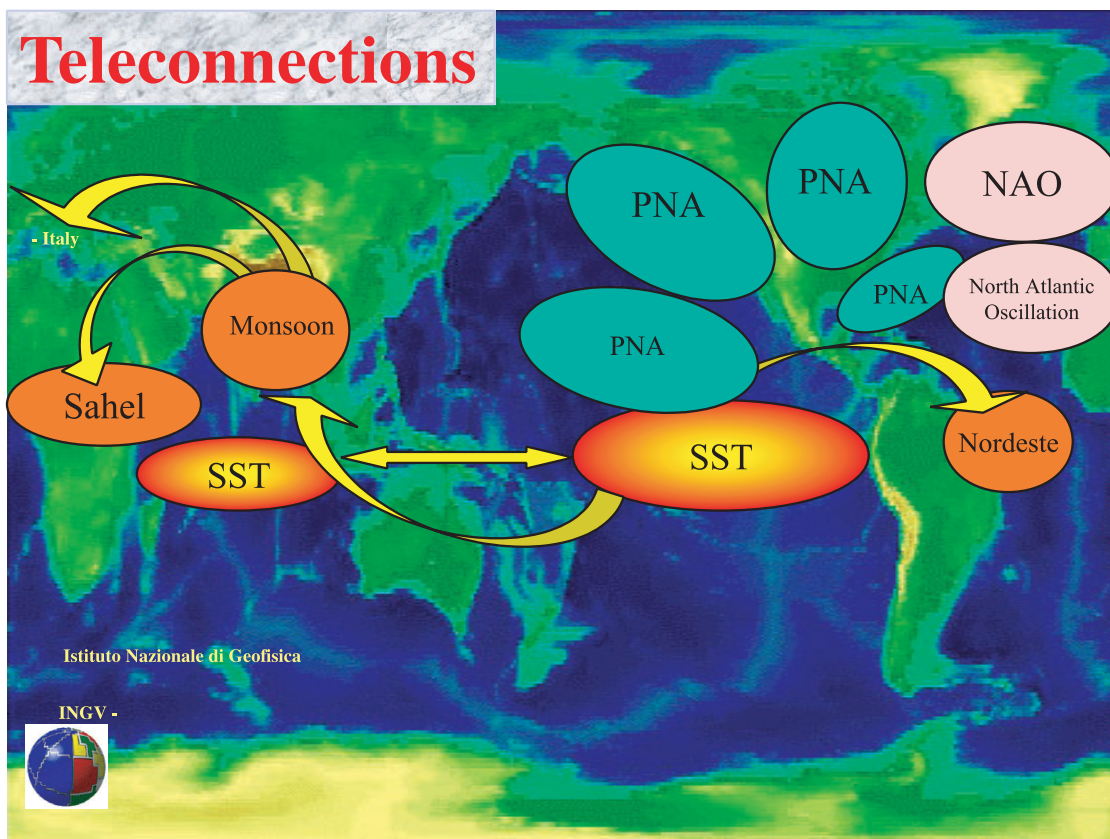 Teleconnections
PNA
PNA
NAO
- Italy
PNA
North Atlantic
Oscillation
Monsoon
PNA
Sahel
Nordeste
SST
SST
Istituto Nazionale di Geofisica
INGV -